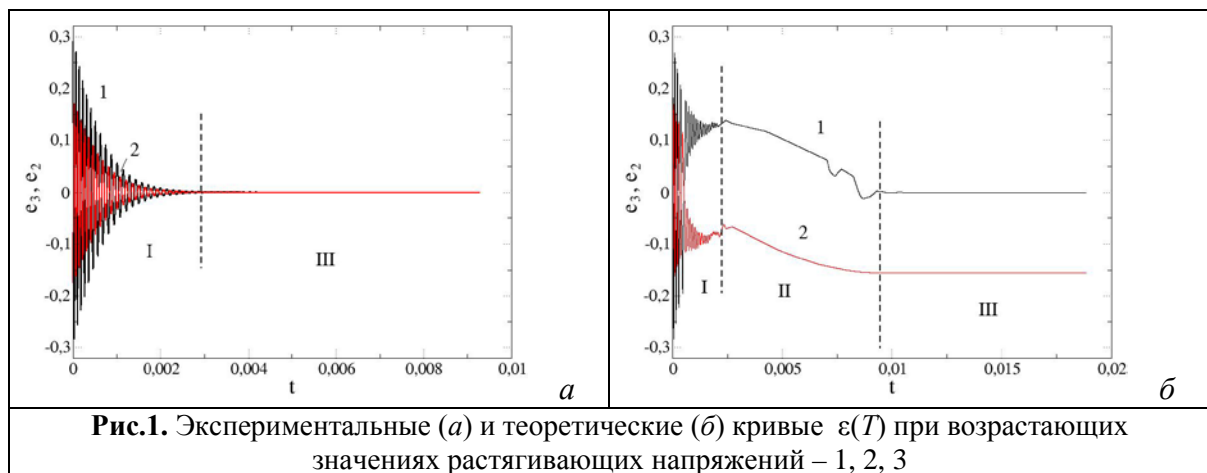 0,3
0,2
0,1
0
-0,1
-0,2
-0,3
e₃, e₂
1
2
I
III
0
0,002
0,004
0,006
0,008
0,01
t
а
0,3
0,2
0,1
0
-0,1
-0,2
-0,3
e₃, e₂
1
2
I
II
III
0
0,005
0,01
0,015
0,02
t
б
Рис.1. Экспериментальные (а) и теоретические (б) кривые ε(T) при возрастающих
значениях растягивающих напряжений – 1, 2, 3